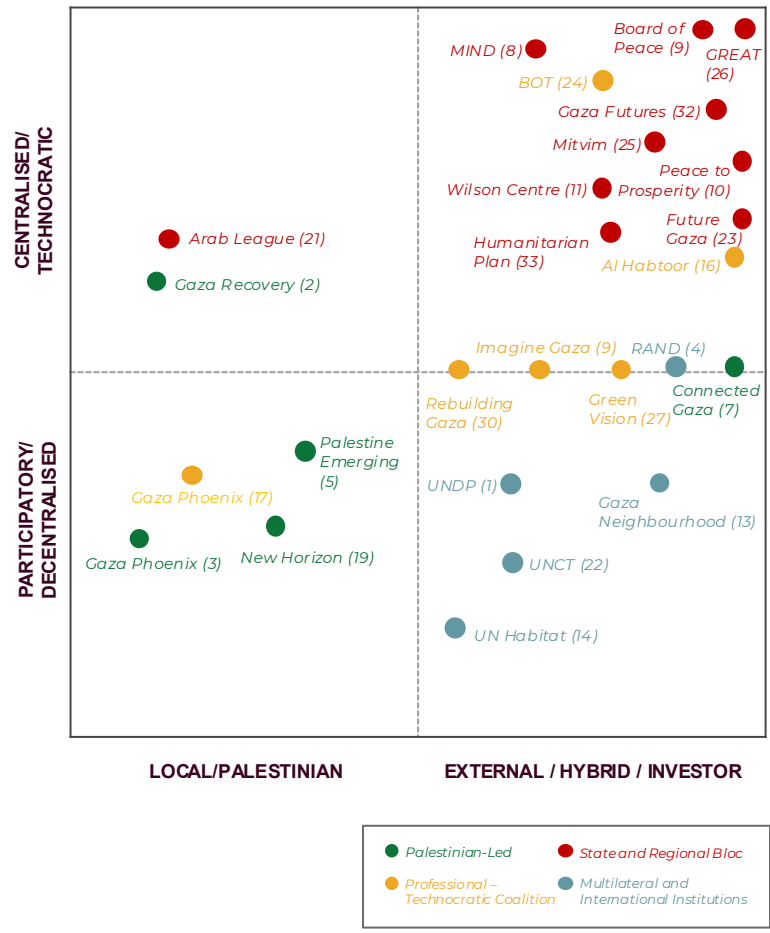 CENTRALISED/
TECHNOCRATIC
PARTICIPATORY/
DECENTRALISED
Board of
Peace (9)
GREAT
(26)
MIND (8)
BOT (24)
Gaza Futures (32)
Mitvim (25)
Peace to
Prosperity (10)
Wilson Centre (11)
Future
Gaza (23)
Humanitarian
Plan (33)
Al Habtoor (16)
Arab League (21)
Gaza Recovery (2)
Imagine Gaza (9)
RAND (4)
Rebuilding
Gaza (30)
Green
Vision (27)
Connected
Gaza (7)
Palestine
Emerging
(5)
Gaza Phoenix (17)
Gaza Phoenix (3)
New Horizon (19)
UNDP (1)
Gaza
Neighbourhood (13)
UNCT (22)
UN Habitat (14)
LOCAL/PALESTINIAN
EXTERNAL / HYBRID / INVESTOR
Palestinian-Led
State and Regional Bloc
Professional –
Technocratic Coalition
Multilateral and
International Institutions